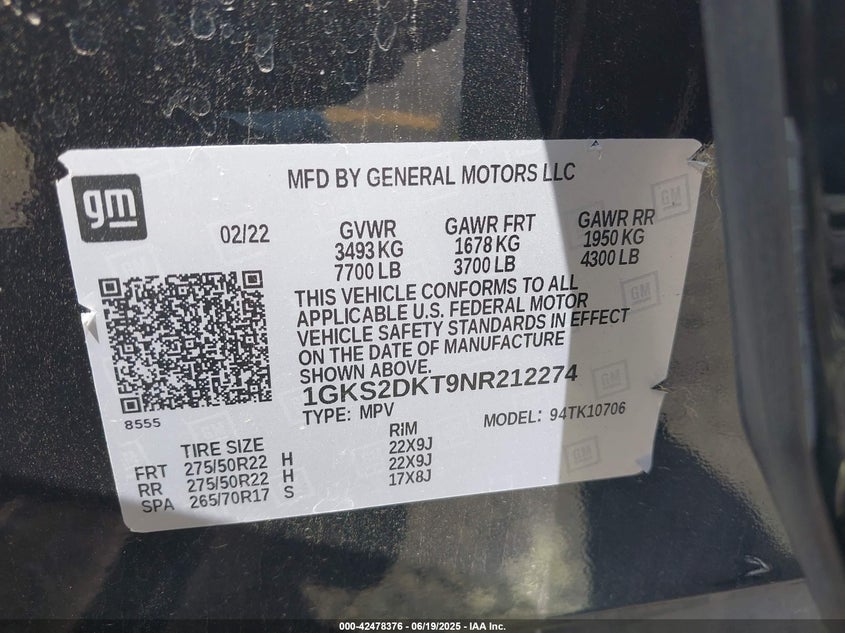 MFD BY GENERAL MOTORS LLC
gm
02/22
GVWR GAWR FRT GAWR RR
3493 KG 1678 KG 1950 KG
7700 LB 3700 LB 4300 LB
THIS VEHICLE CONFORMS TO ALL
APPLICABLE U.S. FEDERAL MOTOR
VEHICLE SAFETY STANDARDS IN EFFECT
ON THE DATE OF MANUFACTURE
SHOWN ABOVE.
1GKS2DKT9NR212274
8555
TYPE: MPV MODEL: 94TK10706
TIRE SIZE RIM
FRT 275/50R22 H 22X9J
RR 275/50R22 H 22X9J
SPA 265/70R17 S 17X8J
GM
GM
GM
000-42478376 - 06/19/2025 - IAA Inc.